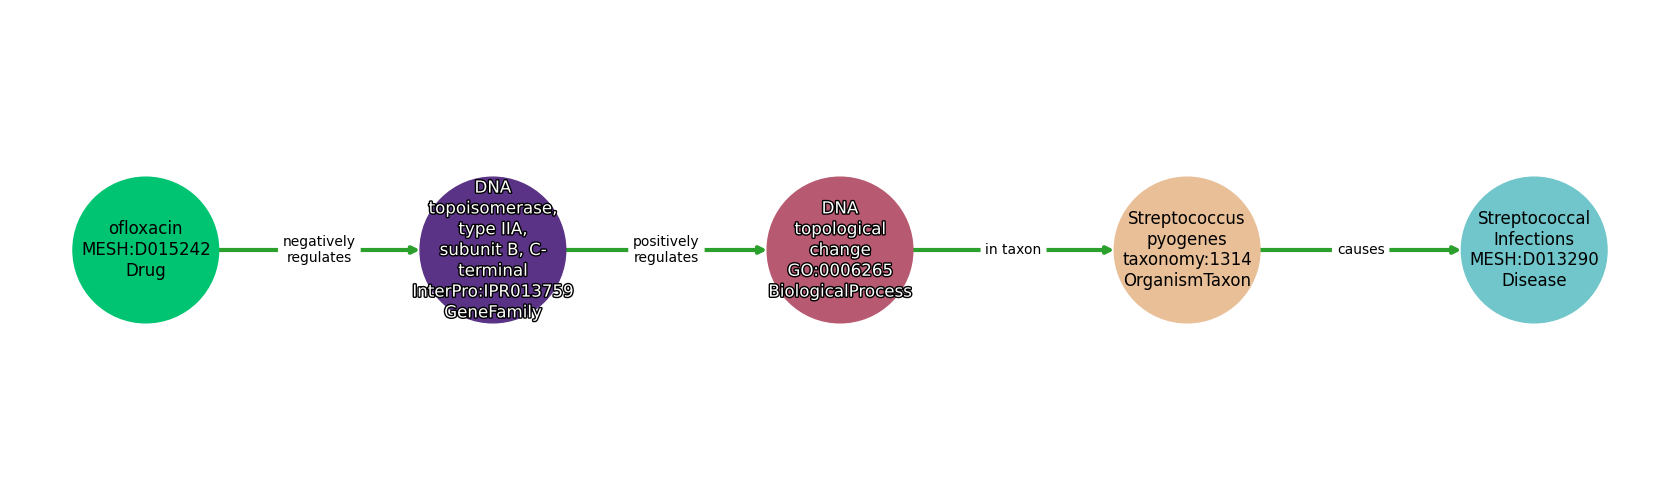 ofloxacin
MESH:D015242
Drug
negatively
regulates
DNA
topoisomerase,
type IIA,
subunit B, C-
terminal
InterPro:IPR013759
GeneFamily
positively
regulates
DNA
topological
change
GO:0006265
BiologicalProcess
in taxon
Streptococcus
pyogenes
taxonomy:1314
OrganismTaxon
causes
Streptococcal
Infections
MESH:D013290
Disease